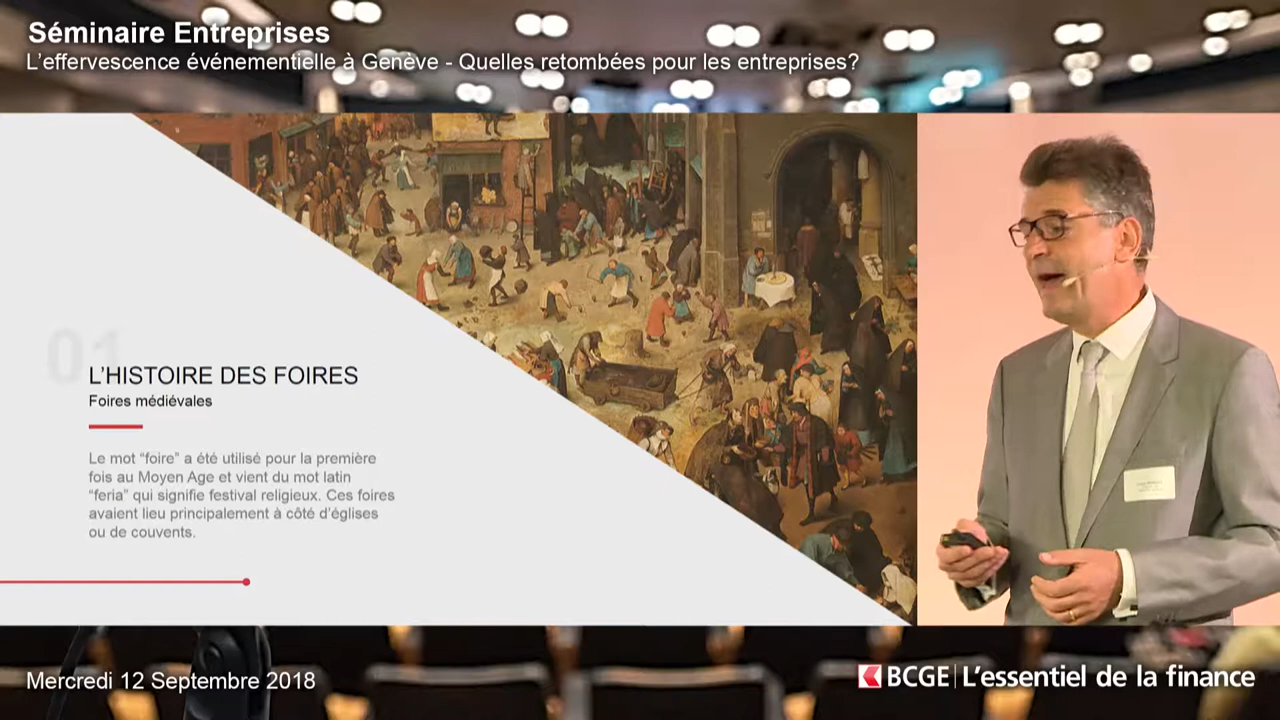 Séminaire Entreprises
L'effervescence événementielle à Genève - Quelles retombées pour les entreprises?
01
L'HISTOIRE DES FOIRES
Foires médiévales
Le mot “foire” a été utilisé pour la première
fois au Moyen Age et vient du mot latin
“feria” qui signifie festival religieux. Ces foires
avaient lieu principalement à côté d'églises
ou de couvents.
Mercredi 12 Septembre 2018
BCGE | L'essentiel de la finance